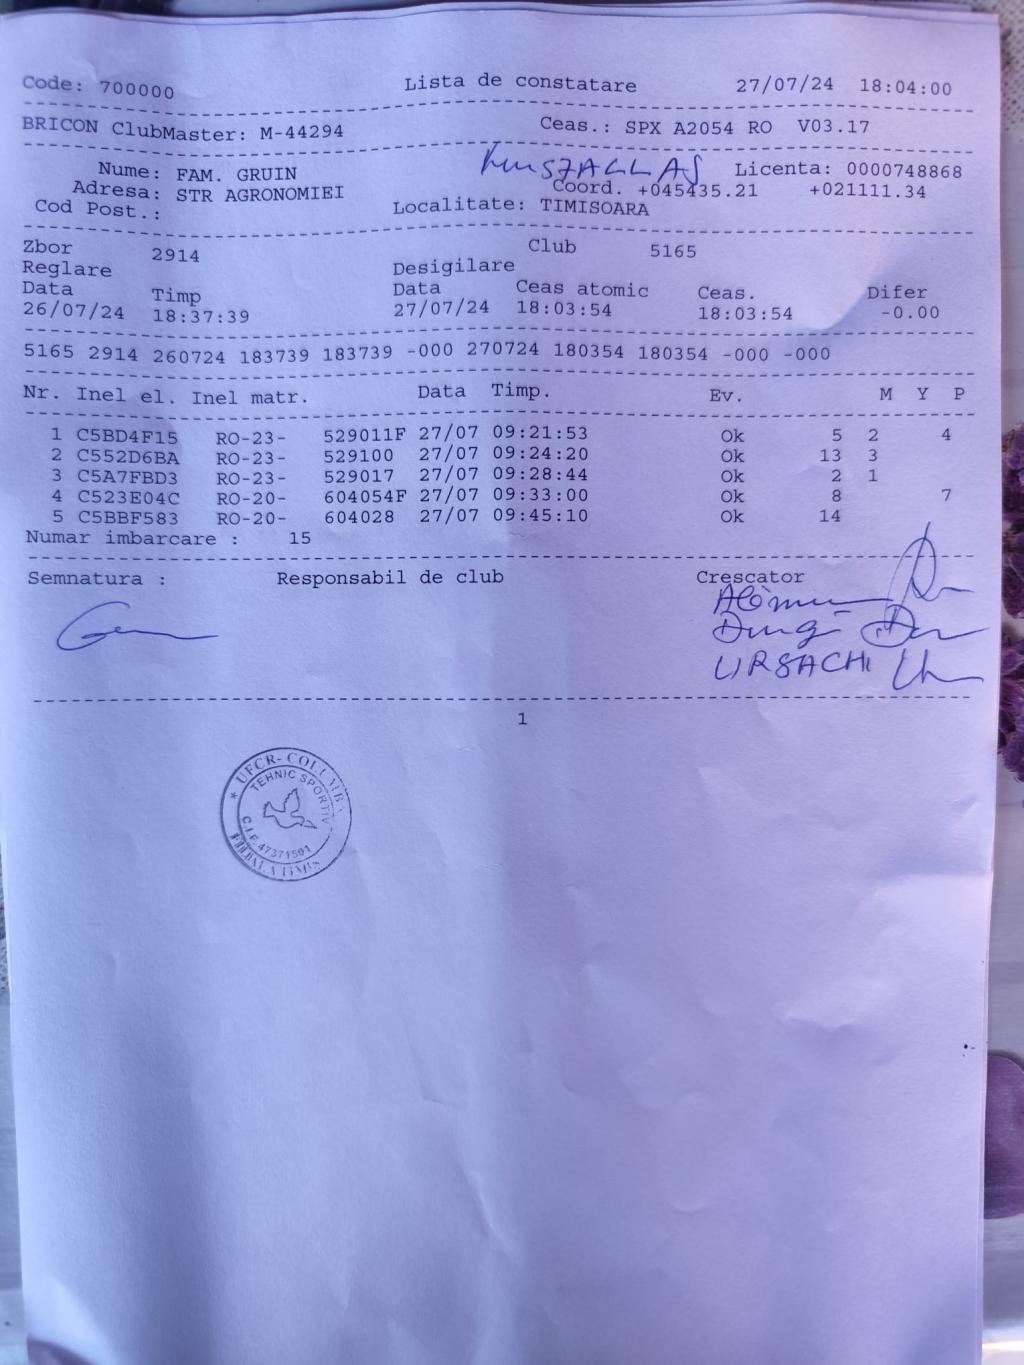 Code: 700000 Lista de constatare 27/07/24 18:04:00
BRICON ClubMaster: M-44294 Ceas.: SPX A2054 RO V03.17
KUNSZALLAS
Nume: FAM. GRUIN Licenta: 0000748868
Adresa: STR AGRONOMIEI Coord. +045435.21 +021111.34
Cod Post.: Localitate: TIMISOARA
Zbor 2914 Club 5165
Reglare Desigilare
Data Timp Data Ceas atomic Ceas. Difer
26/07/24 18:37:39 27/07/24 18:03:54 18:03:54 -0.00
5165 2914 260724 183739 183739 -000 270724 180354 180354 -000 -000
Nr. Inel el. Inel matr. Data Timp. Ev. M Y P
1 C5BD4F15 RO-23- 529011F 27/07 09:21:53 Ok 5 2 4
2 C552D6BA RO-23- 529100 27/07 09:24:20 Ok 13 3
3 C5A7FBD3 RO-23- 529017 27/07 09:28:44 Ok 2 1
4 C523E04C RO-20- 604054F 27/07 09:33:00 Ok 8 7
5 C5BBF583 RO-20- 604028 27/07 09:45:10 Ok 14
Numar imbarcare : 15
Semnatura : Responsabil de club Crescator
URSACHI
1
UFCR-COLUMBA
TEHNIC SPORTIV
C.I.F. 47371501